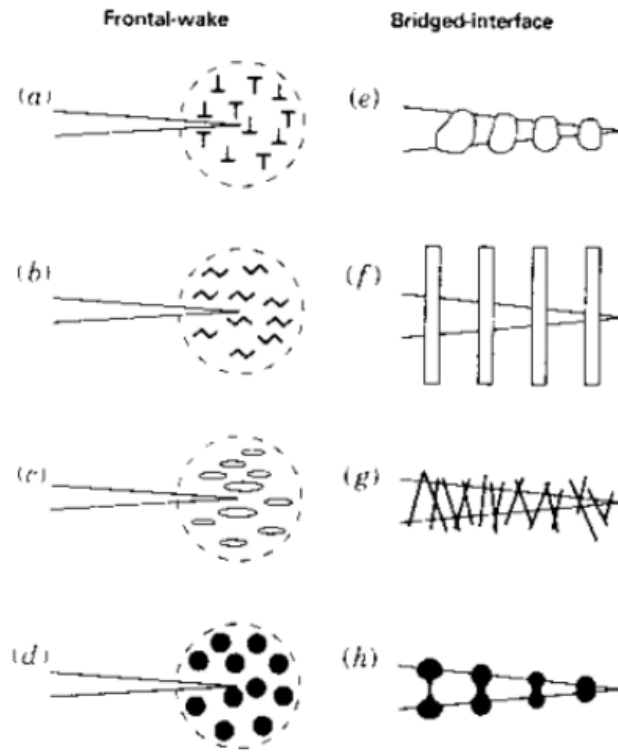 Frontal-wake Bridged-interface
(a) (e)
(b) (f)
(c) (g)
(d) (h)